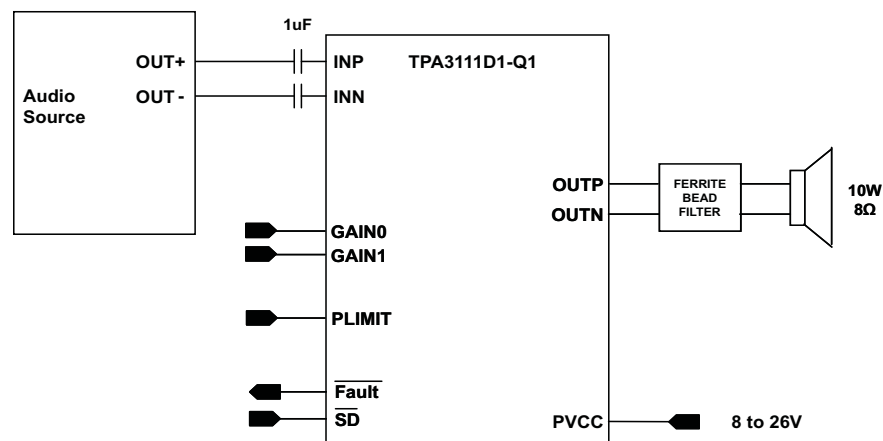 1uF
TPA3111D1-Q1
OUT+
INP
Audio
Source
OUT -
INN
OUTP
FERRITE
BEAD
FILTER
10W
8Ω
OUTN
GAIN0
GAIN1
PLIMIT
Fault
SD
PVCC
8 to 26V